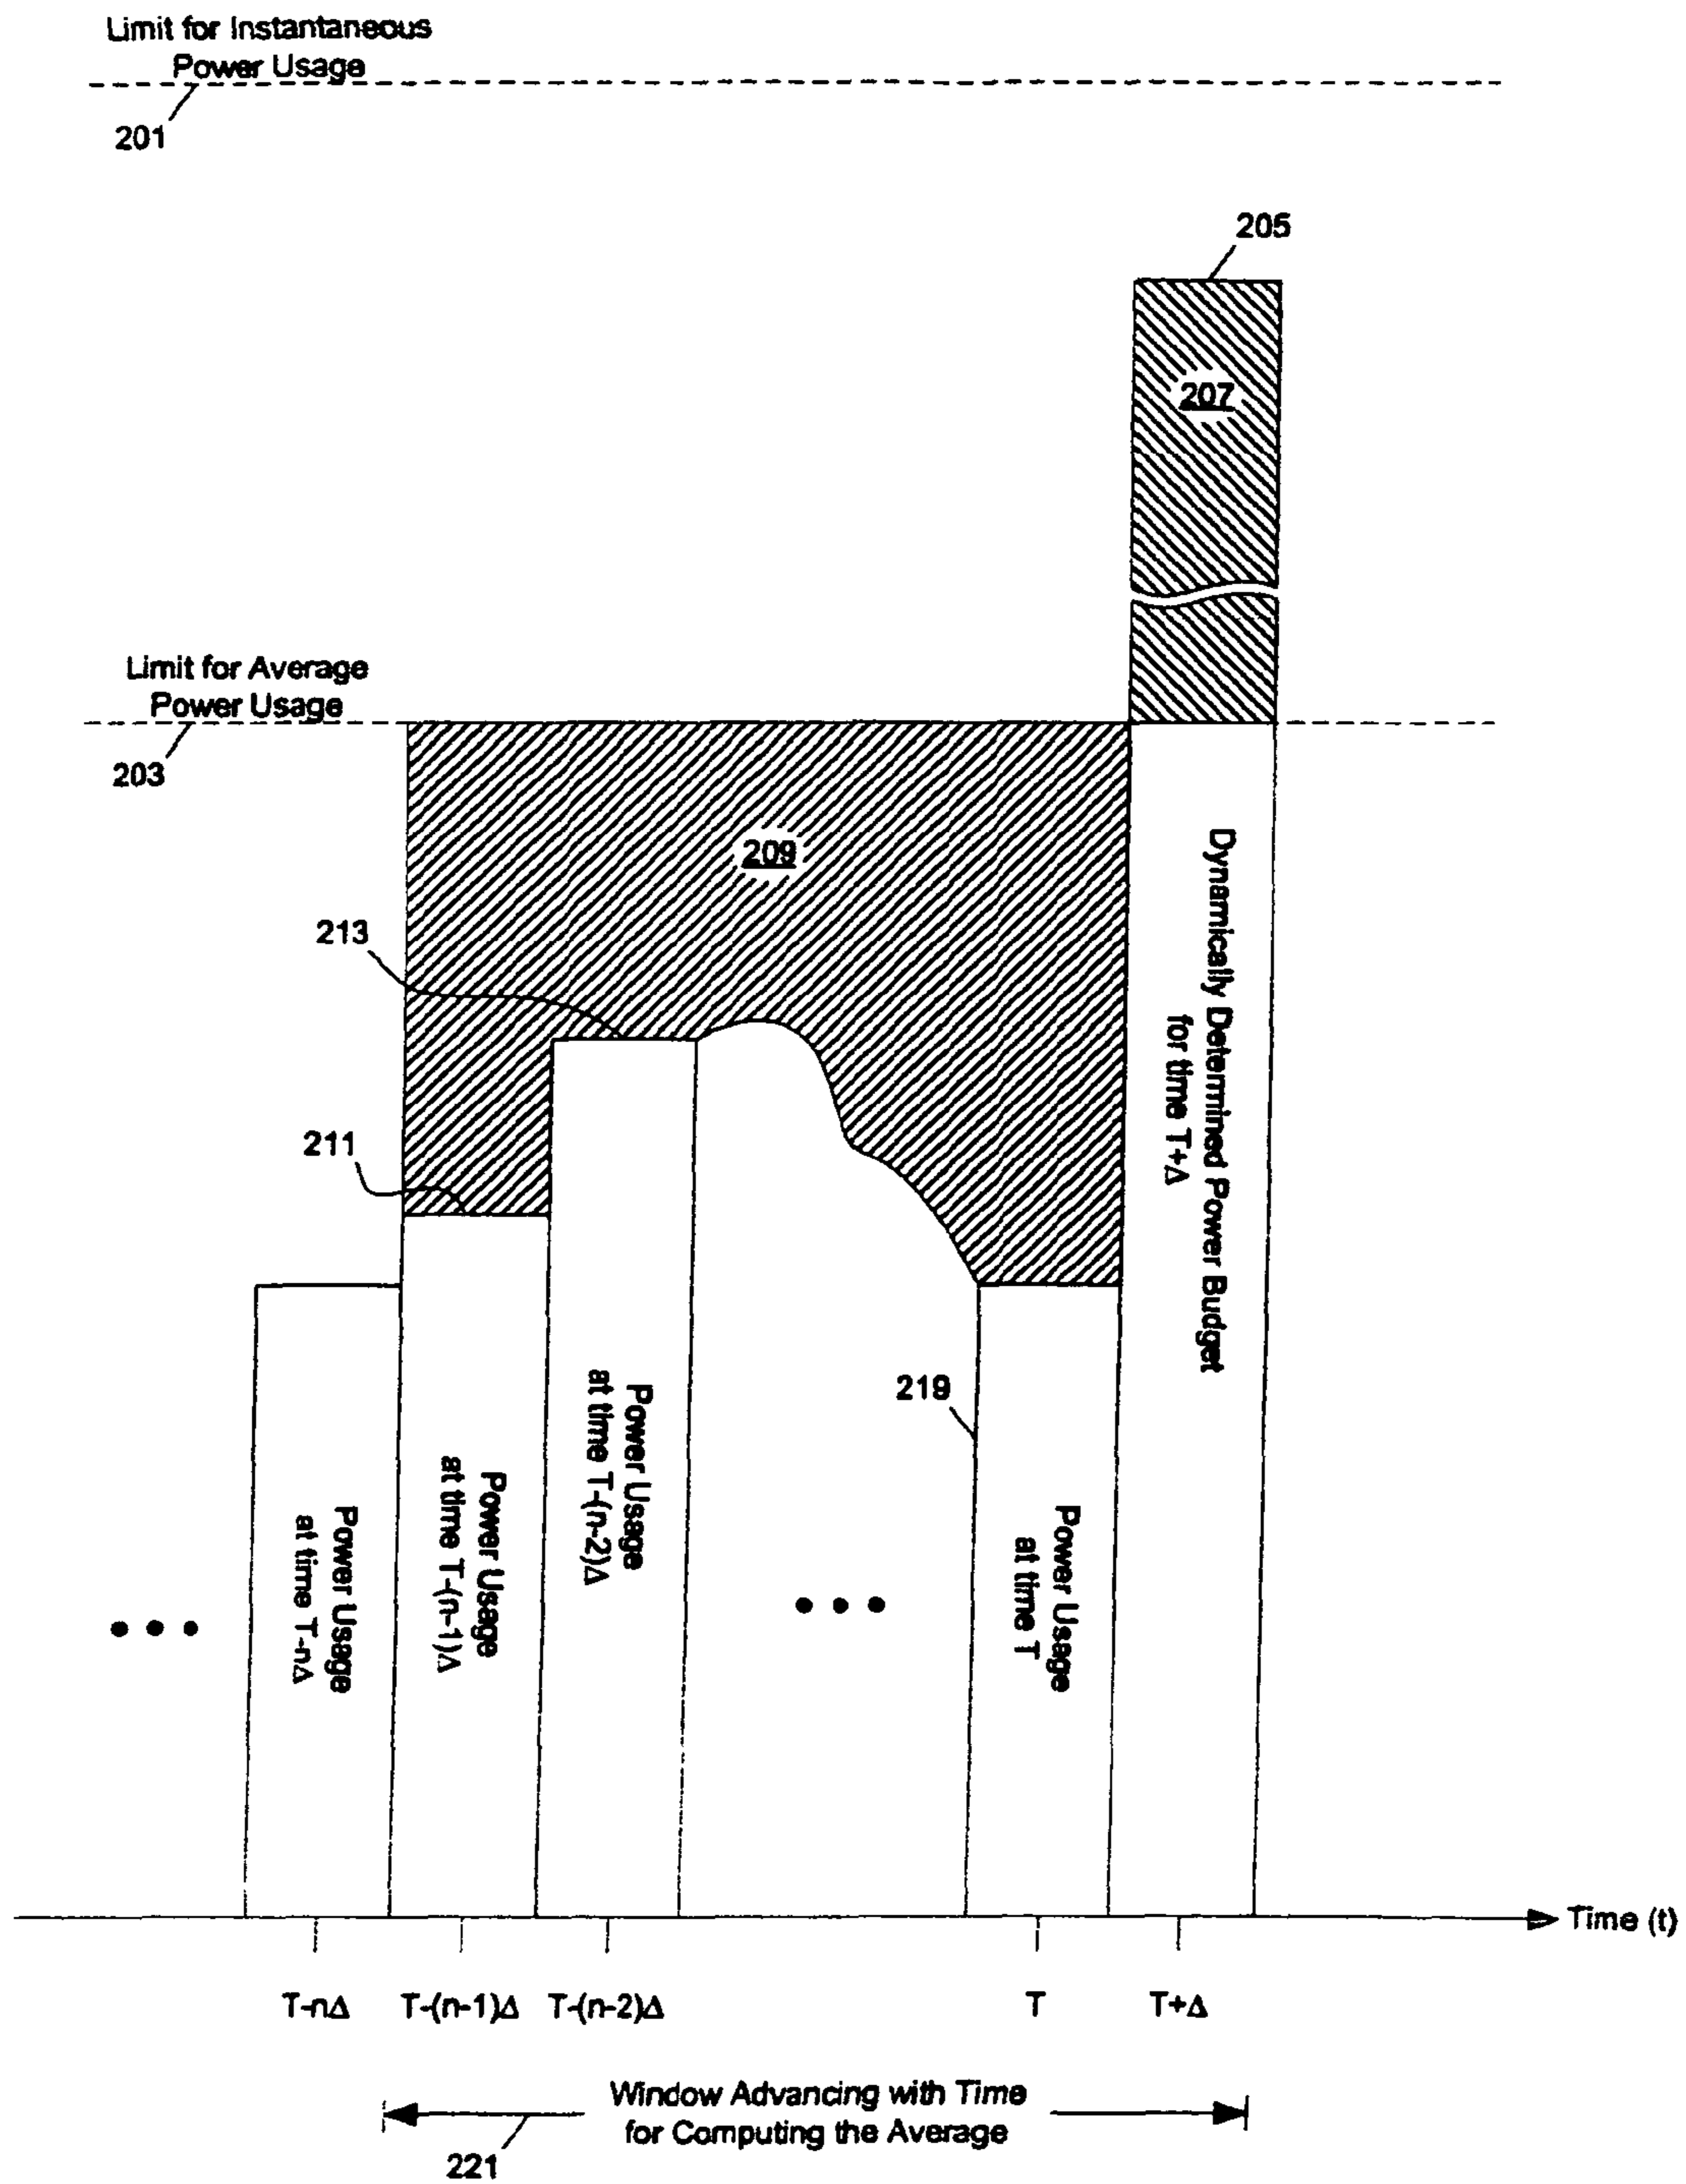 Limit for Instantaneous
Power Usage
201
205
207
Limit for Average
Power Usage
203
209
213
211
219
Dynamically Determined Power Budget
for time T+Δ
Power Usage
at time T-(n-2)Δ
Power Usage
at time T-(n-1)Δ
Power Usage
at time T-nΔ
Power Usage
at time T
Time (t)
T-nΔ
T-(n-1)Δ
T-(n-2)Δ
T
T+Δ
Window Advancing with Time
for Computing the Average
221